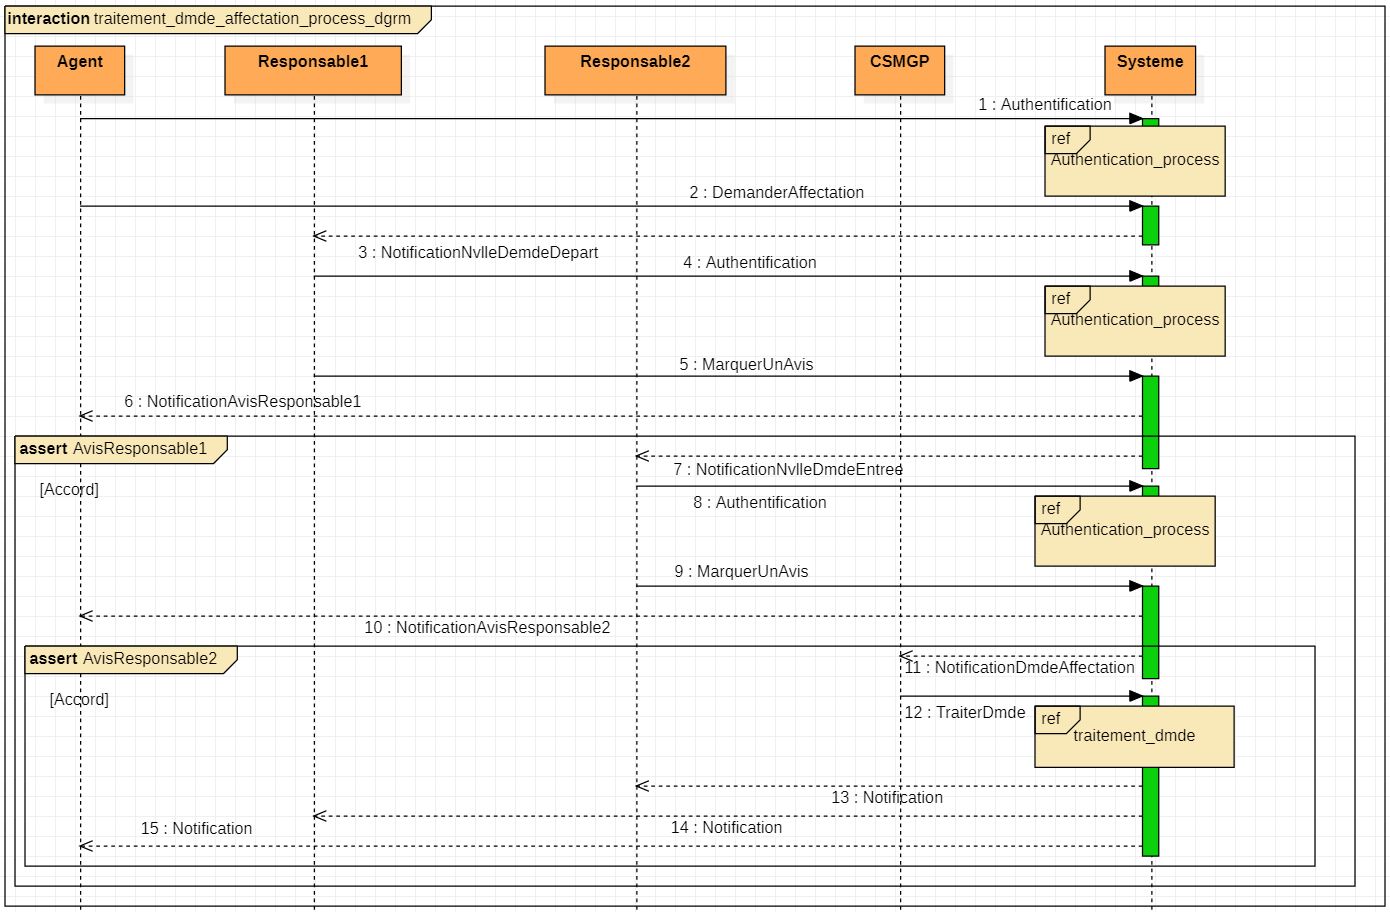 interaction traitement_dmde_affectation_process_dgrm
Agent
Responsable1
Responsable2
CSMGP
Systeme
1 : Authentification
ref
Authentication_process
2 : DemanderAffectation
3 : NotificationNvlleDemdeDepart
4 : Authentification
ref
Authentication_process
5 : MarquerUnAvis
6 : NotificationAvisResponsable1
assert AvisResponsable1
7 : NotificationNvlleDmdeEntree
[Accord]
8 : Authentification
ref
Authentication_process
9 : MarquerUnAvis
10 : NotificationAvisResponsable2
assert AvisResponsable2
11 : NotificationDmdeAffectation
[Accord]
12 : TraiterDmde
ref
traitement_dmde
13 : Notification
14 : Notification
15 : Notification